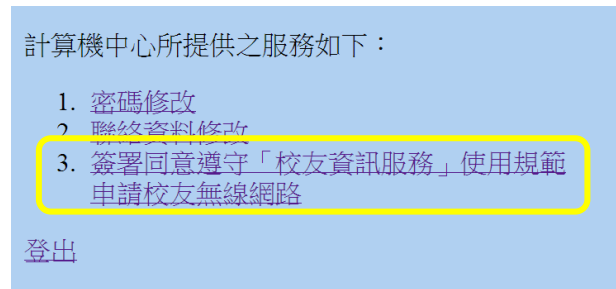 計算機中心所提供之服務如下：
1. 密碼修改
2. 聯絡資料修改
3. 簽署同意遵守「校友資訊服務」使用規範
申請校友無線網路
登出